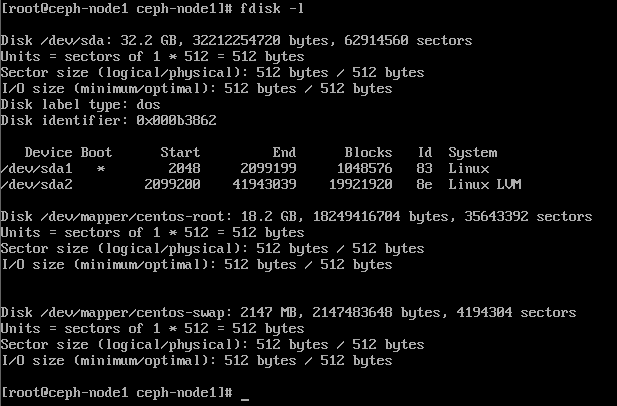 [root@ceph-node1 ceph-node1]# fdisk -l
Disk /dev/sda: 32.2 GB, 32212254720 bytes, 62914560 sectors
Units = sectors of 1 * 512 = 512 bytes
Sector size (logical/physical): 512 bytes / 512 bytes
I/O size (minimum/optimal): 512 bytes / 512 bytes
Disk label type: dos
Disk identifier: 0x000b3862
Device Boot Start End Blocks Id System
/dev/sda1 * 2048 2099199 1048576 83 Linux
/dev/sda2 2099200 41943039 19921920 8e Linux LVM
Disk /dev/mapper/centos-root: 18.2 GB, 18249416704 bytes, 35643392 sectors
Units = sectors of 1 * 512 = 512 bytes
Sector size (logical/physical): 512 bytes / 512 bytes
I/O size (minimum/optimal): 512 bytes / 512 bytes
Disk /dev/mapper/centos-swap: 2147 MB, 2147483648 bytes, 4194304 sectors
Units = sectors of 1 * 512 = 512 bytes
Sector size (logical/physical): 512 bytes / 512 bytes
I/O size (minimum/optimal): 512 bytes / 512 bytes
[root@ceph-node1 ceph-node1]# _